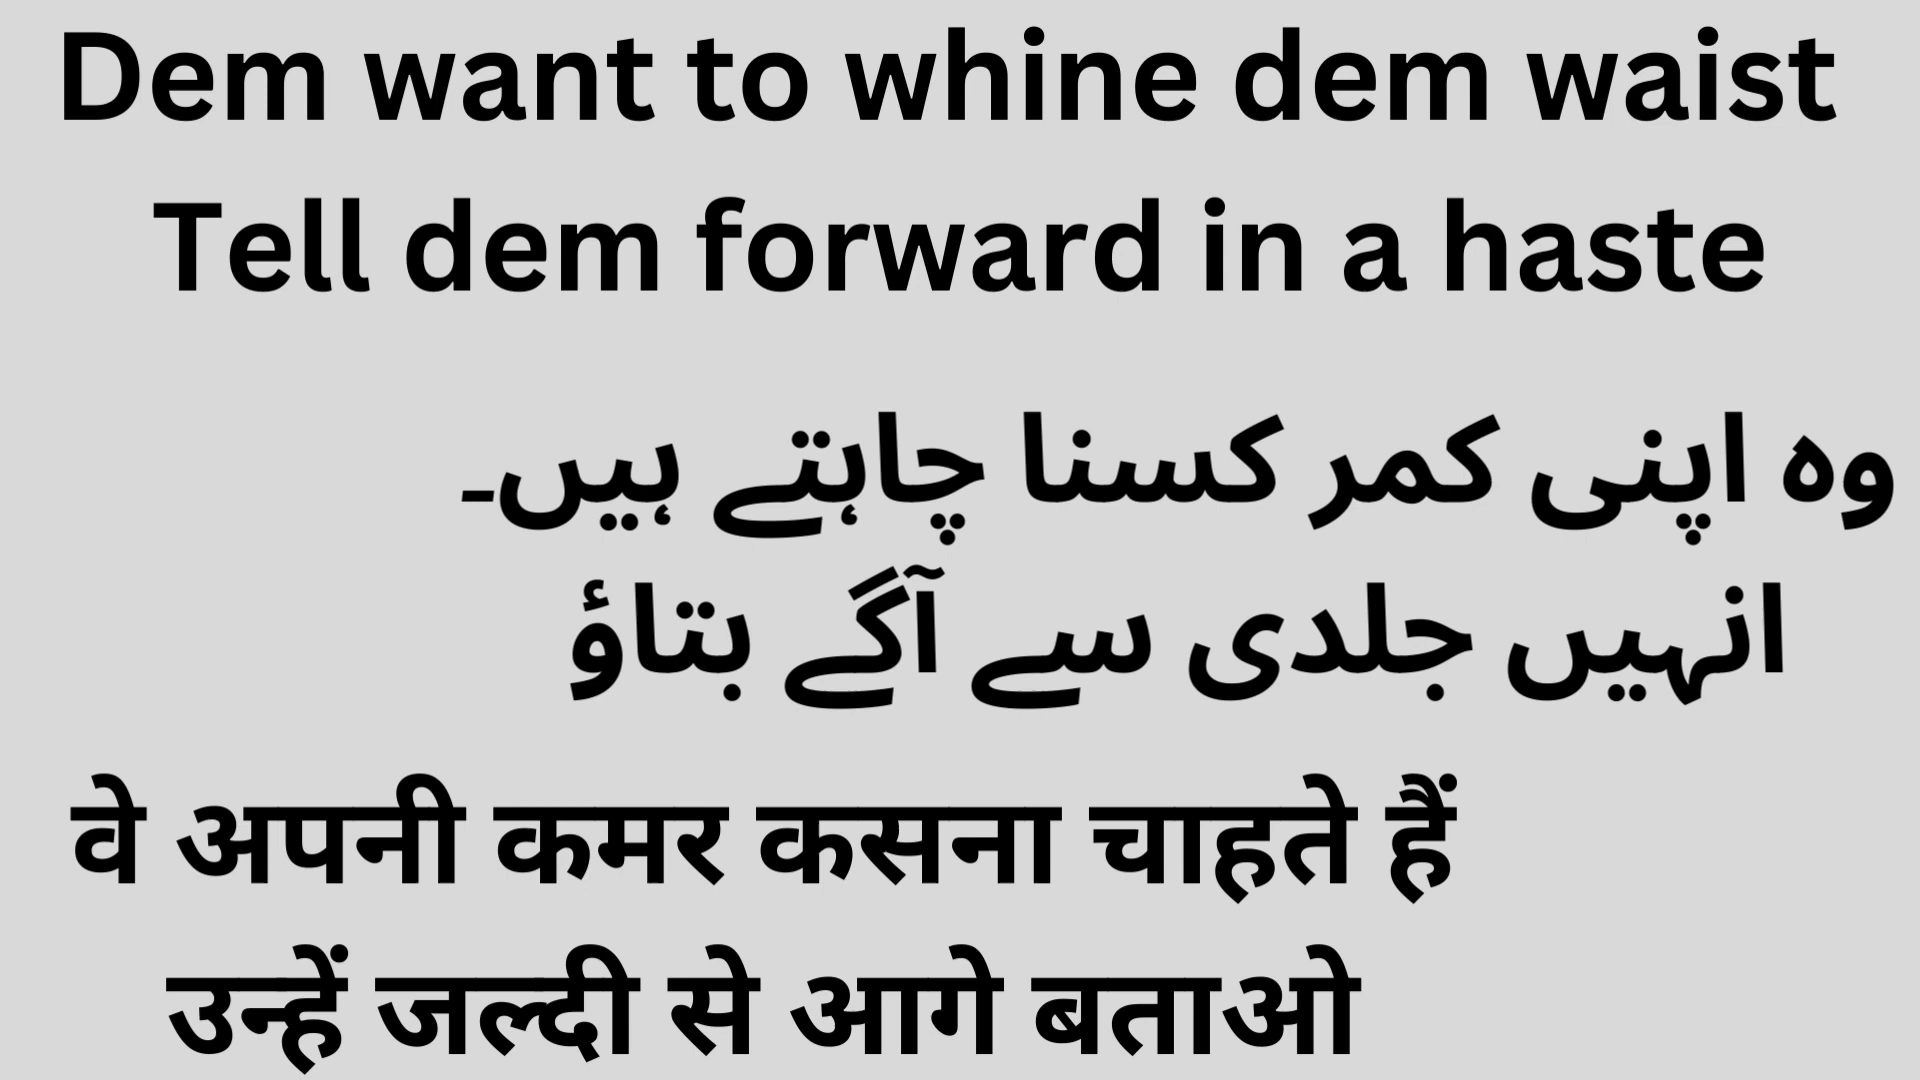 Dem want to whine dem waist
Tell dem forward in a haste
وہ اپنی کمر کسنا چاہتے ہیں۔
انہیں جلدی سے آگے بتاؤ
वे अपनी कमर कसना चाहते हैं
उन्हें जल्दी से आगे बताओ